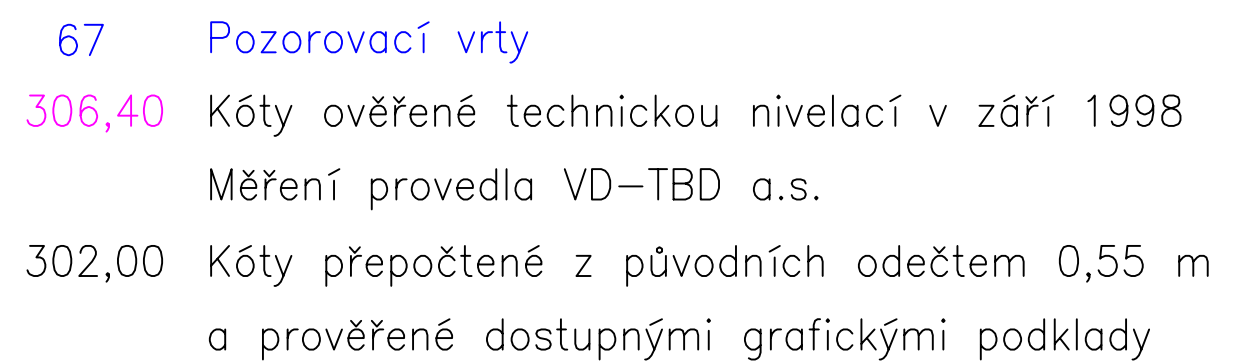 67 Pozorovací vrty
306,40 Kóty ověřené technickou nivelací v září 1998
Měření provedla VD-TBD a.s.
302,00 Kóty přepočtené z původních odečtem 0,55 m
a prověřené dostupnými grafickými podklady